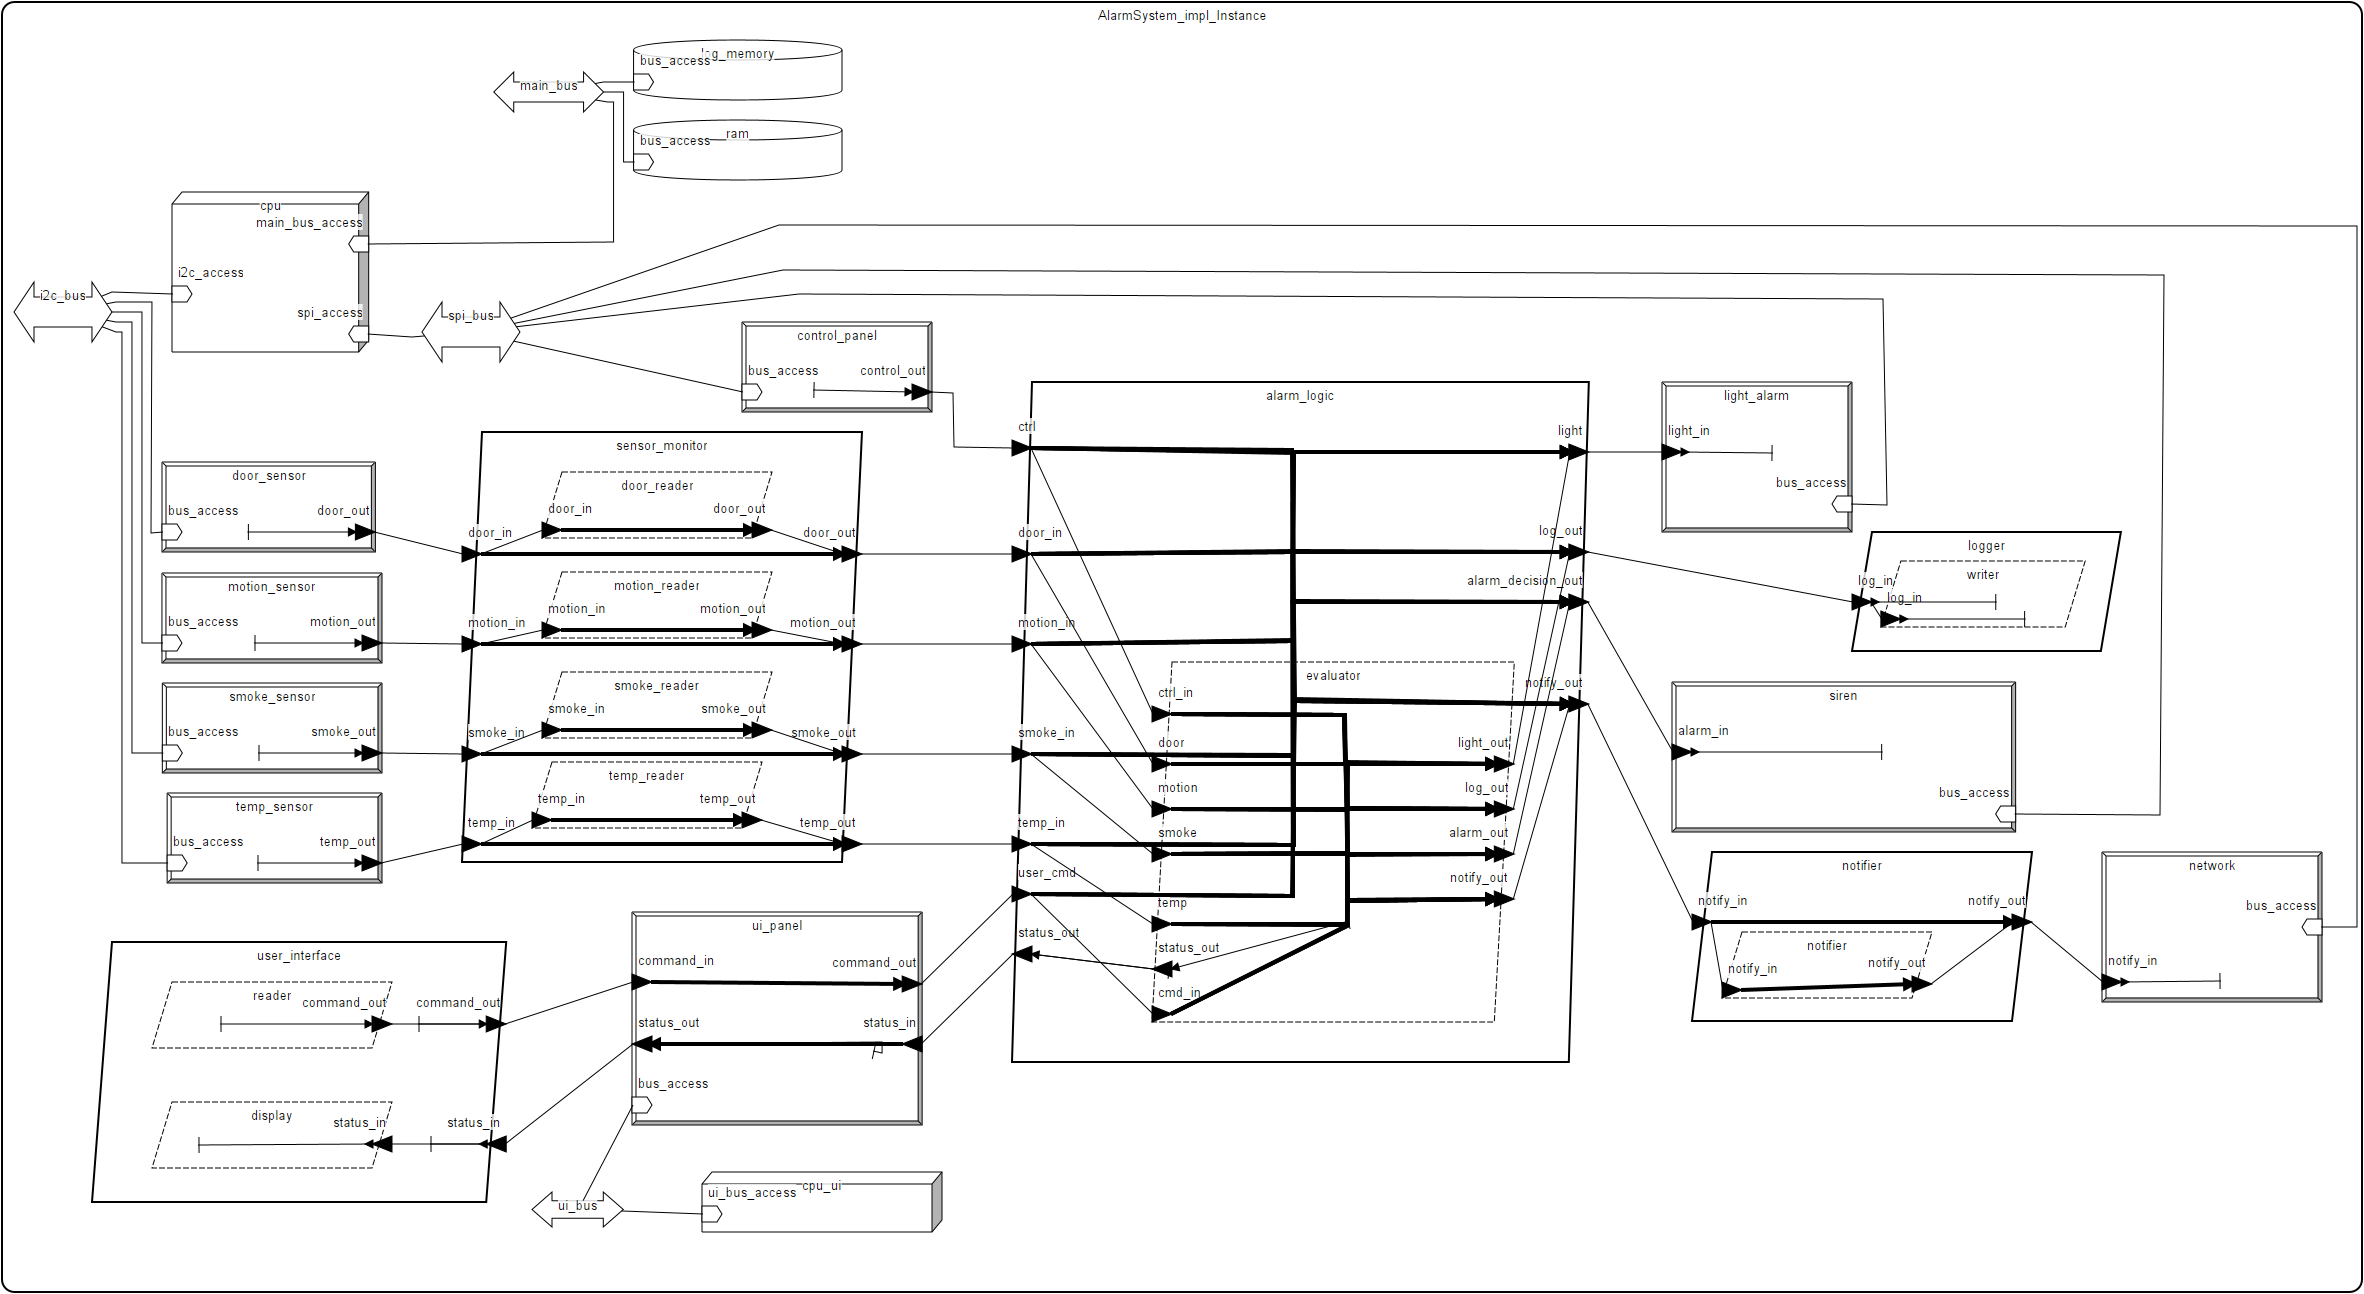 AlarmSystem_impl_Instance
log_memory
bus_access
main_bus
ram
bus_access
cpu
main_bus_access
i2c_access
spi_access
i2c_bus
spi_bus
control_panel
bus_access
control_out
door_sensor
bus_access
door_out
motion_sensor
bus_access
motion_out
smoke_sensor
bus_access
smoke_out
temp_sensor
bus_access
temp_out
sensor_monitor
door_reader
door_in
door_out
door_in
door_out
motion_reader
motion_in
motion_out
motion_in
motion_out
smoke_reader
smoke_in
smoke_out
smoke_in
smoke_out
temp_reader
temp_in
temp_out
temp_in
temp_out
alarm_logic
ctrl
light
door_in
log_out
alarm_decision_out
motion_in
evaluator
notify_out
ctrl_in
smoke_in
door
light_out
motion
log_out
temp_in
smoke
alarm_out
user_cmd
notify_out
temp
status_out
status_out
cmd_in
light_alarm
light_in
bus_access
logger
writer
log_in
log_in
siren
alarm_in
bus_access
notifier
notify_in
notify_out
notifier
notify_in
notify_out
network
bus_access
notify_in
ui_panel
command_in
command_out
status_out
status_in
bus_access
user_interface
reader
command_out
command_out
display
status_in
status_in
ui_bus
cpu_ui
ui_bus_access